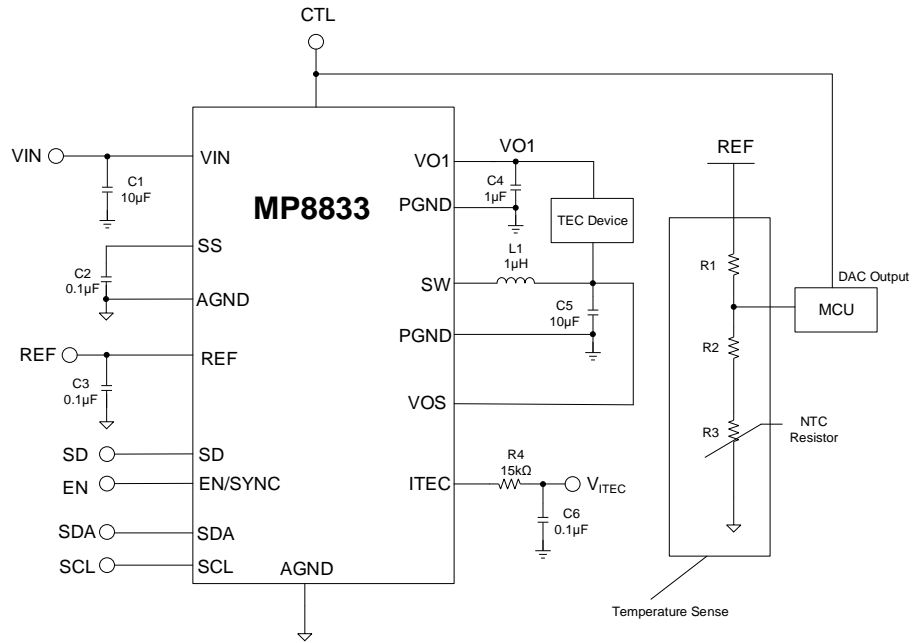 CTL
VIN
C1
10µF
VIN
MP8833
VO1
VO1
C4
1µF
PGND
TEC Device
SS
C2
0.1µF
AGND
L1
1µH
SW
C5
10µF
PGND
REF
REF
C3
0.1µF
VOS
SD
SD
EN
EN/SYNC
ITEC
R4
15kΩ
VITEC
C6
0.1µF
SDA
SDA
SCL
SCL
AGND
REF
R1
DAC Output
MCU
R2
R3
NTC
Resistor
Temperature Sense